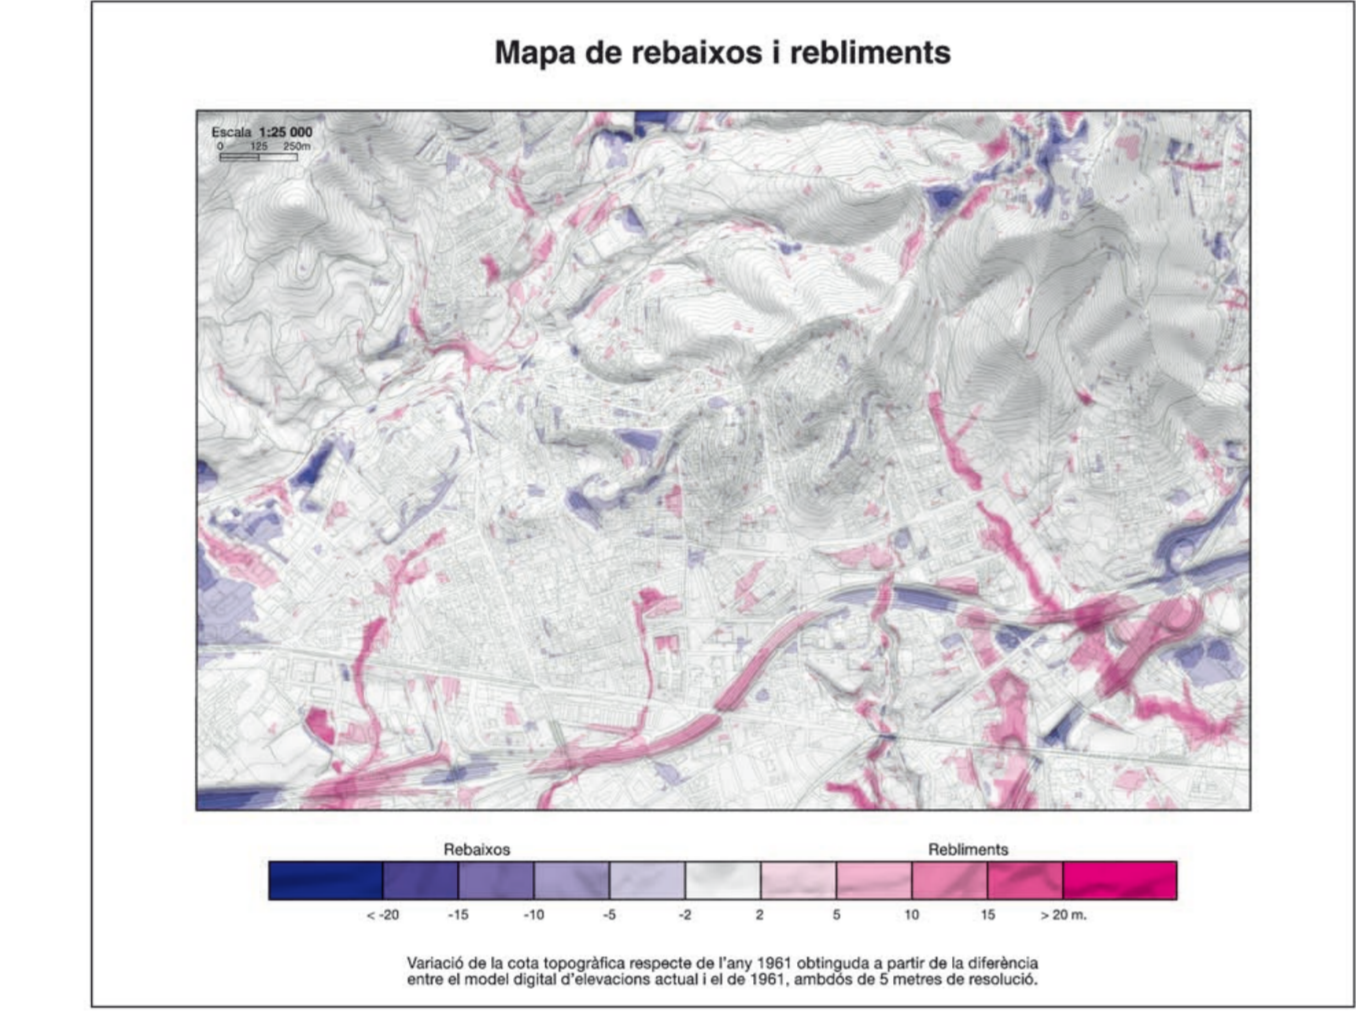 Mapa de rebaixos i rebliments
Escala 1:25 000
0 125 250m
Rebaixos Rebliments
< -20 -15 -10 -5 -2 2 5 10 15 > 20 m.
Variació de la cota topogràfica respecte de l'any 1961 obtinguda a partir de la diferència
entre el model digital d'elevacions actual i el de 1961, ambdós de 5 metres de resolució.